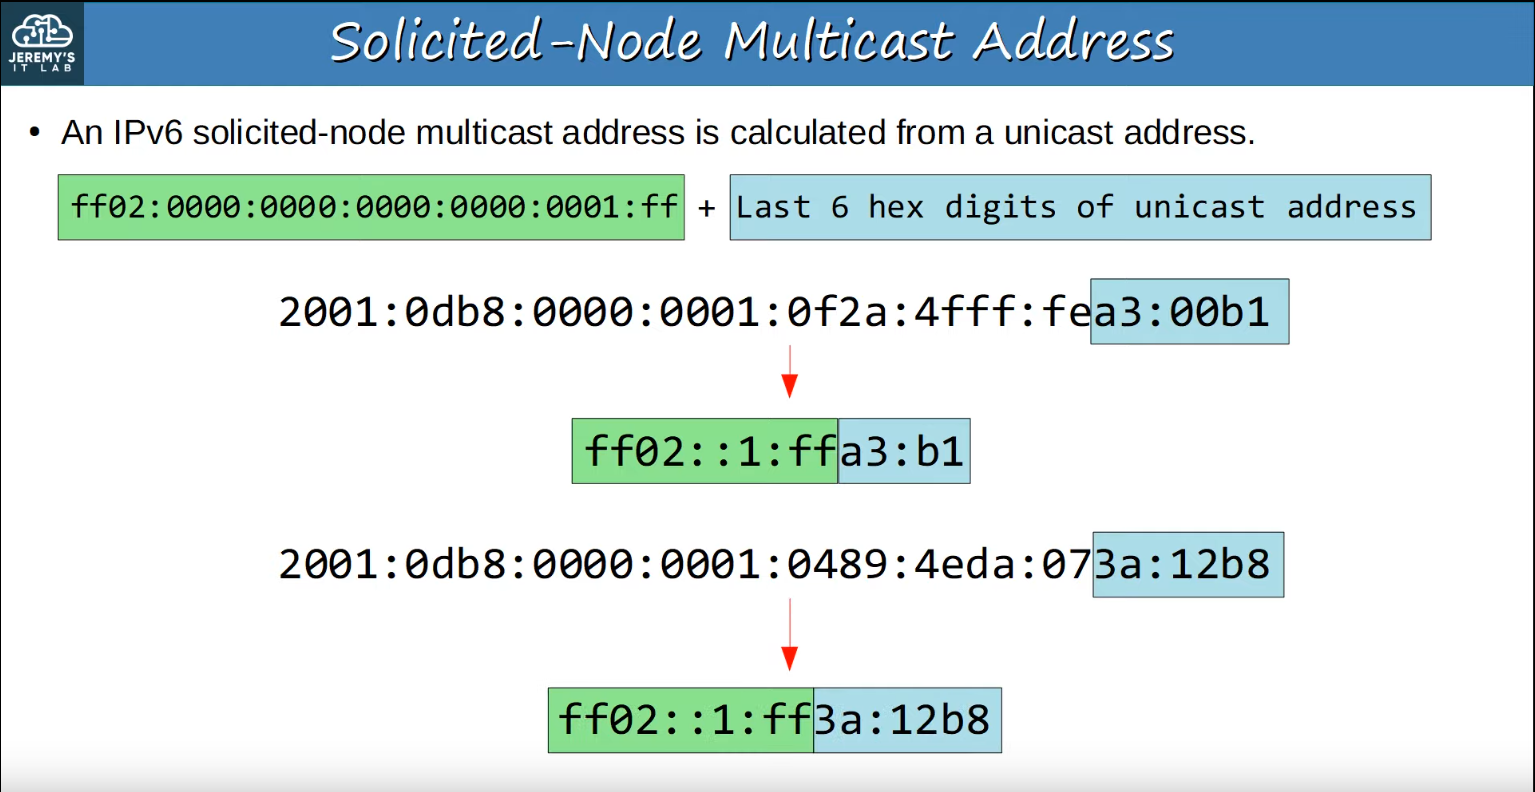 JEREMY'S
IT LAB
Solicited-Node Multicast Address
• An IPv6 solicited-node multicast address is calculated from a unicast address.
ff02:0000:0000:0000:0000:0001:ff + Last 6 hex digits of unicast address
2001:0db8:0000:0001:0f2a:4fff:fea3:00b1
ff02::1:ffa3:b1
2001:0db8:0000:0001:0489:4eda:073a:12b8
ff02::1:ff3a:12b8